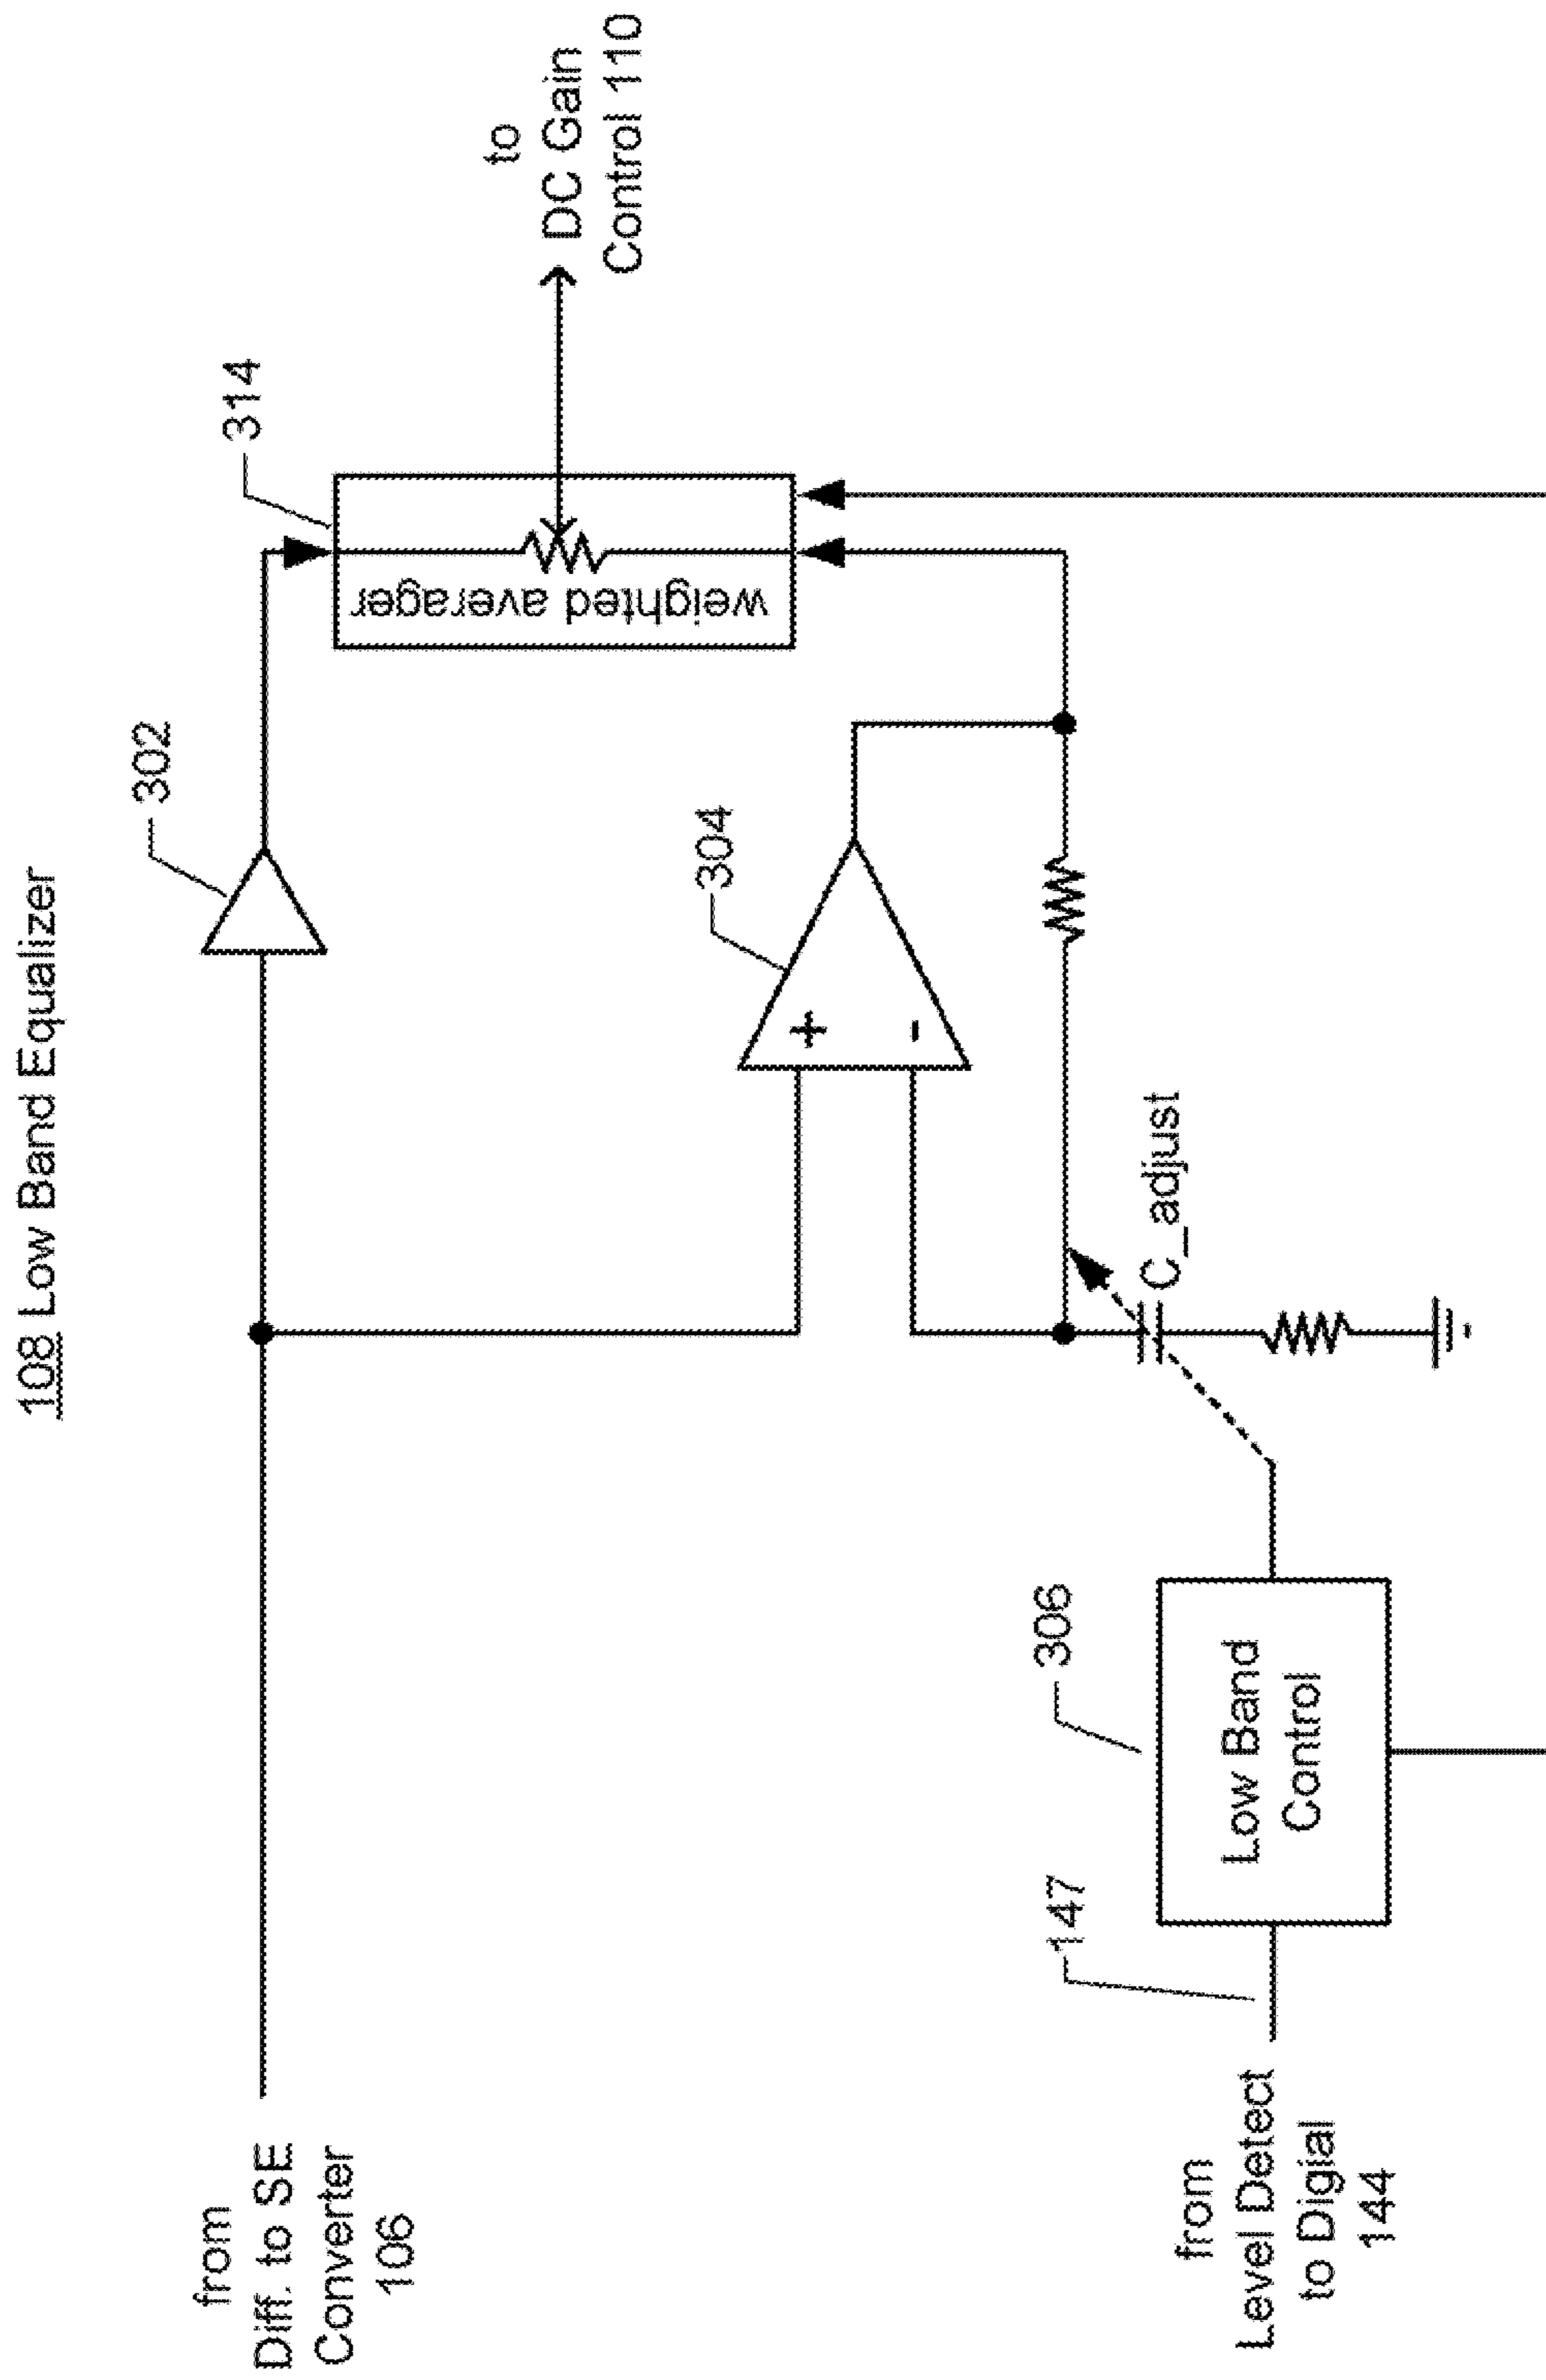 108 Low Band Equalizer
from
Diff. to SE
Converter
106
302
314
weighted averager
to
DC Gain
Control 110
304
+
-
C_adjust
306
Low Band
Control
147
from
Level Detect
to Digial
144